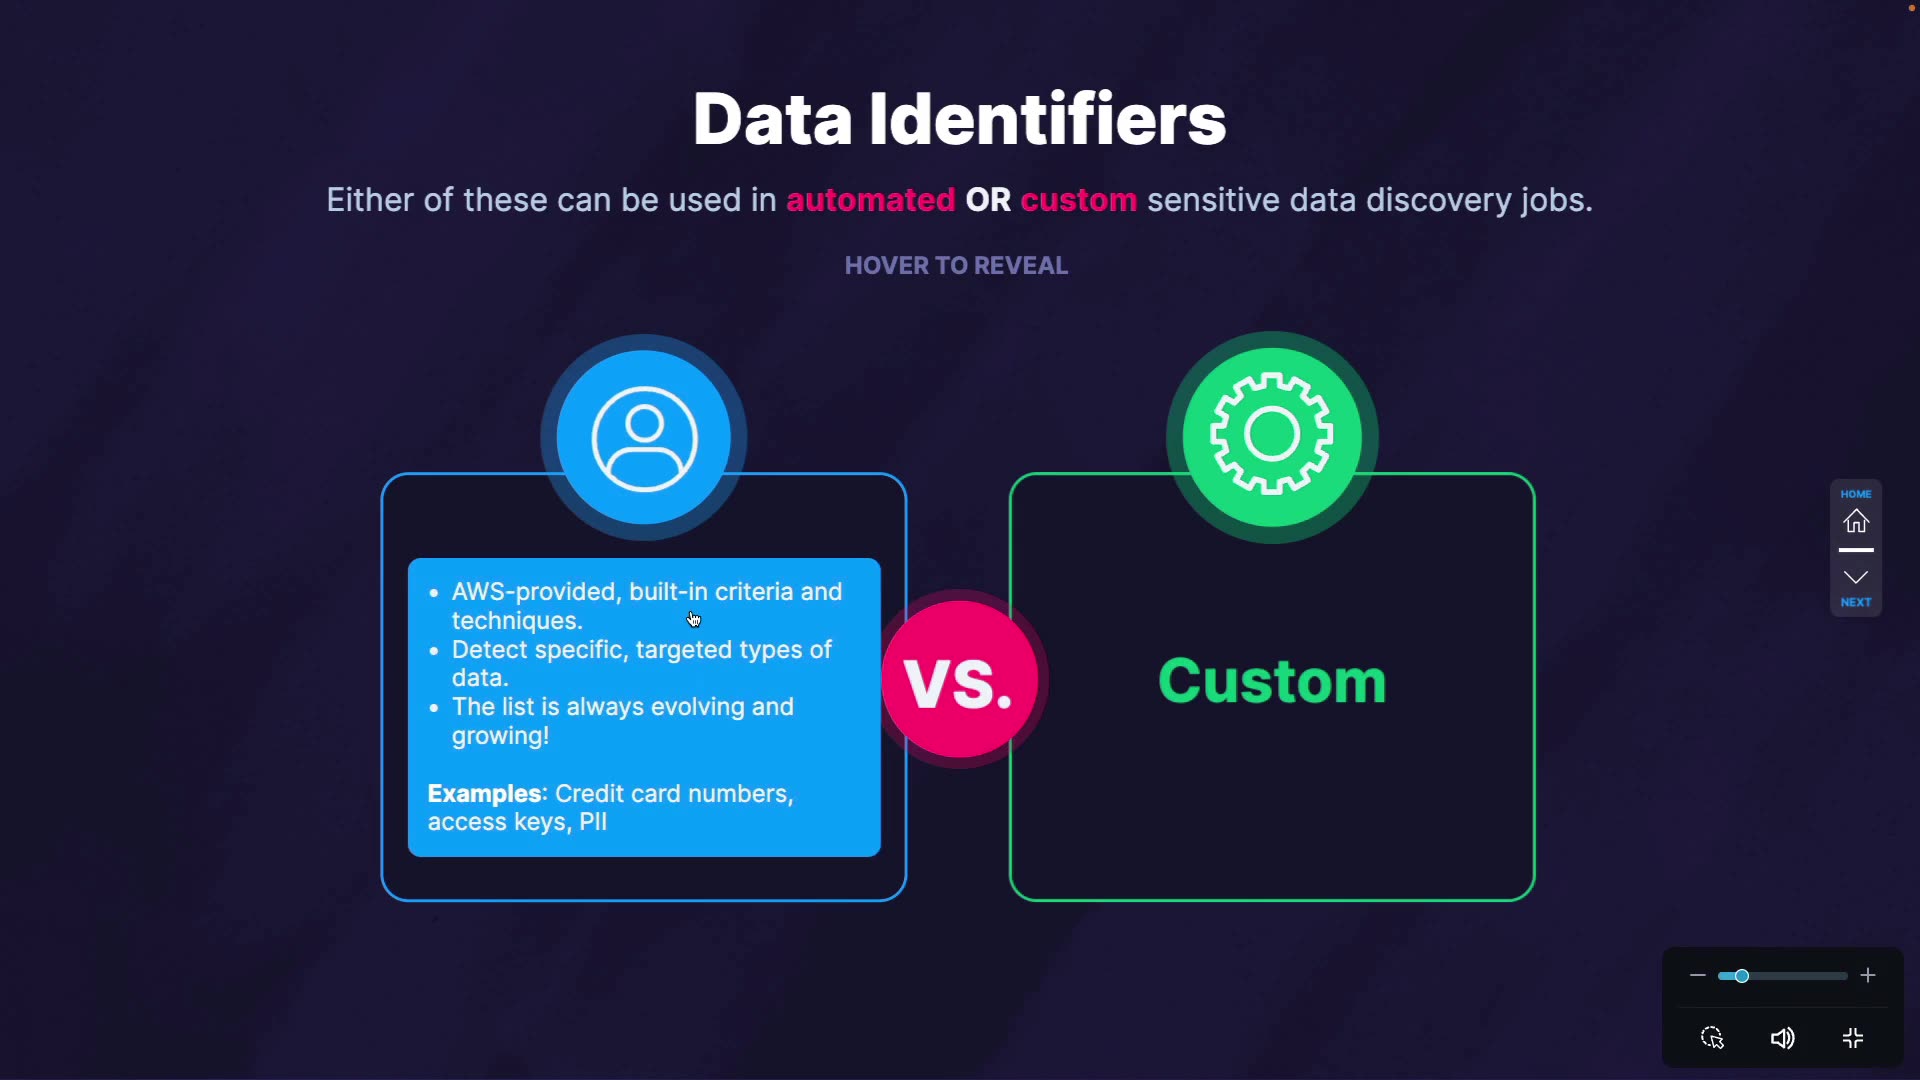 Data Identifiers
Either of these can be used in automated OR custom sensitive data discovery jobs.
HOVER TO REVEAL
• AWS-provided, built-in criteria and
techniques.
• Detect specific, targeted types of
data.
• The list is always evolving and
growing!
Examples: Credit card numbers,
access keys, PII
VS.
Custom
HOME
NEXT